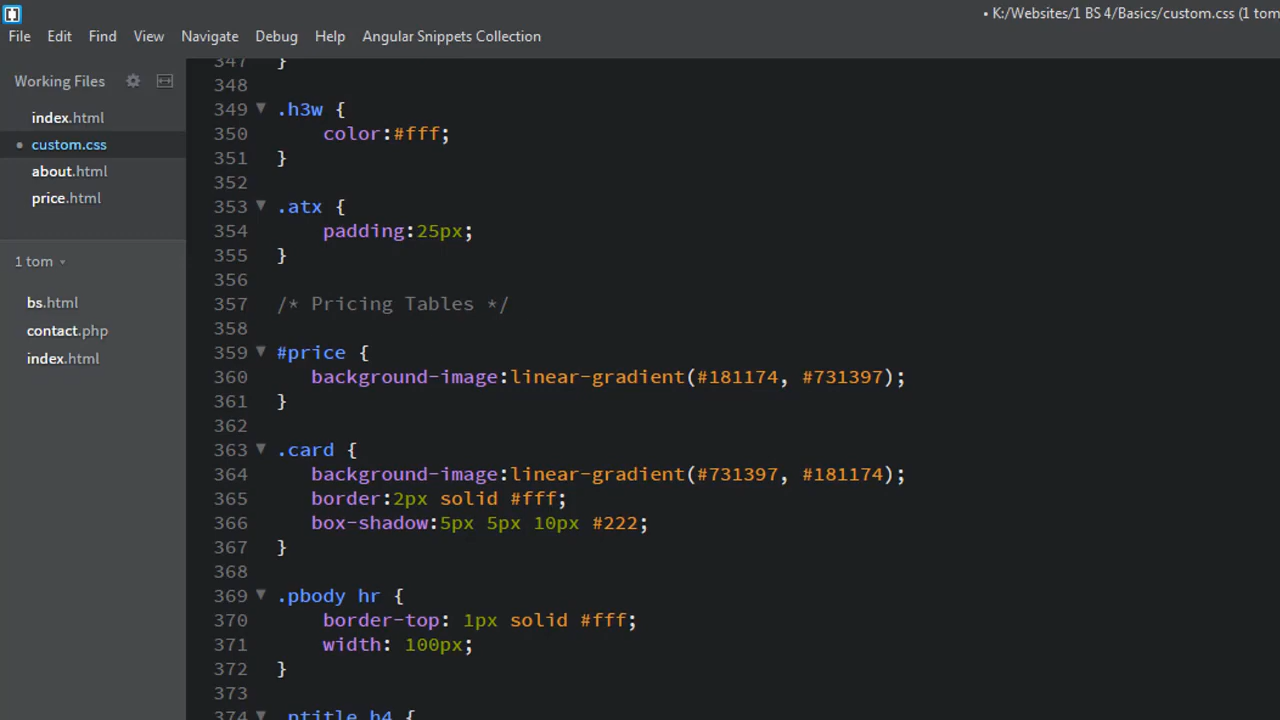 • K:/Websites/1 BS 4/Basics/custom.css (1 tom
File Edit Find View Navigate Debug Help Angular Snippets Collection
Working Files
index.html
• custom.css
about.html
price.html
1 tom
bs.html
contact.php
index.html
347 }
348
349 .h3w {
350 color:#fff;
351 }
352
353 .atx {
354 padding:25px;
355 }
356
357 /* Pricing Tables */
358
359 #price {
360 background-image:linear-gradient(#181174, #731397);
361 }
362
363 .card {
364 background-image:linear-gradient(#731397, #181174);
365 border:2px solid #fff;
366 box-shadow:5px 5px 10px #222;
367 }
368
369 .pbody hr {
370 border-top: 1px solid #fff;
371 width: 100px;
372 }
373
374 .ptitle h4 {